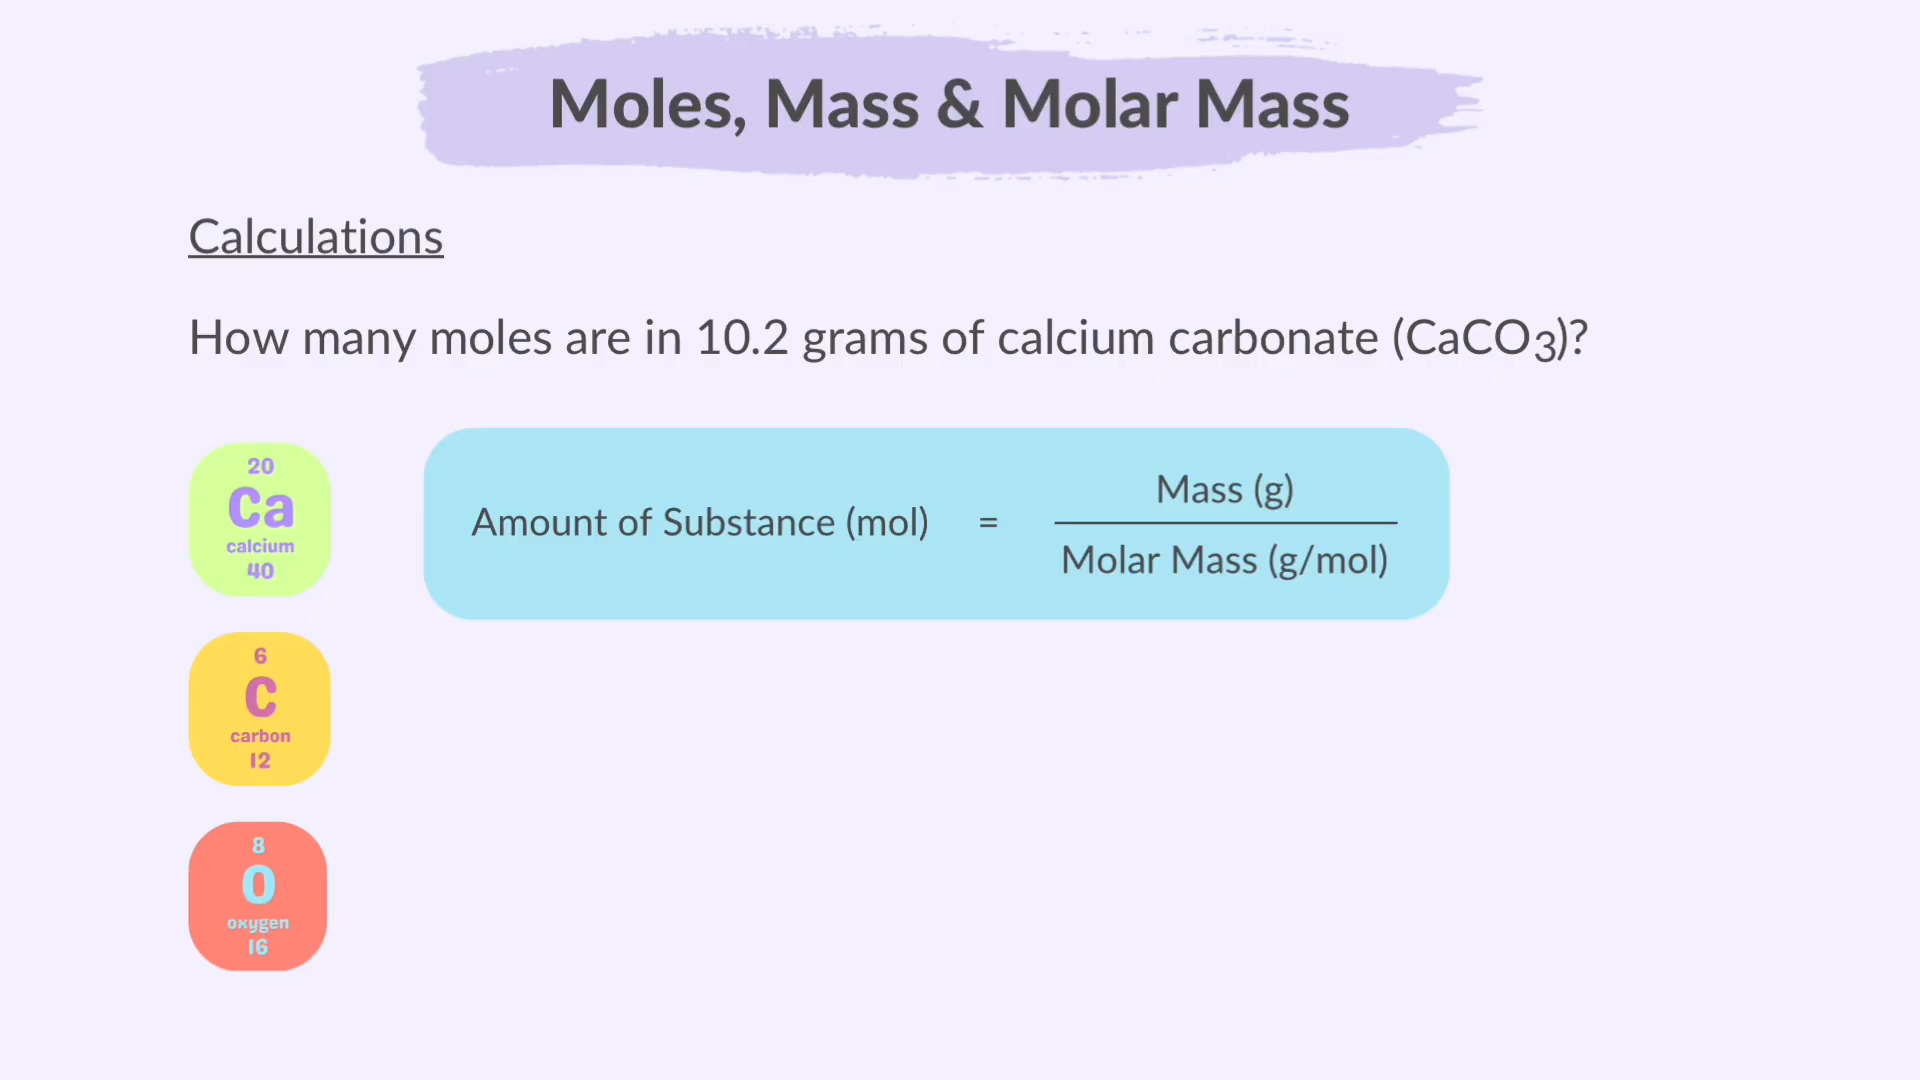 Moles, Mass & Molar Mass
Calculations
How many moles are in 10.2 grams of calcium carbonate (CaCO₃)?
20
Ca
calcium
40
Amount of Substance (mol) =
Mass (g)
Molar Mass (g/mol)
6
C
carbon
12
8
O
oxygen
16